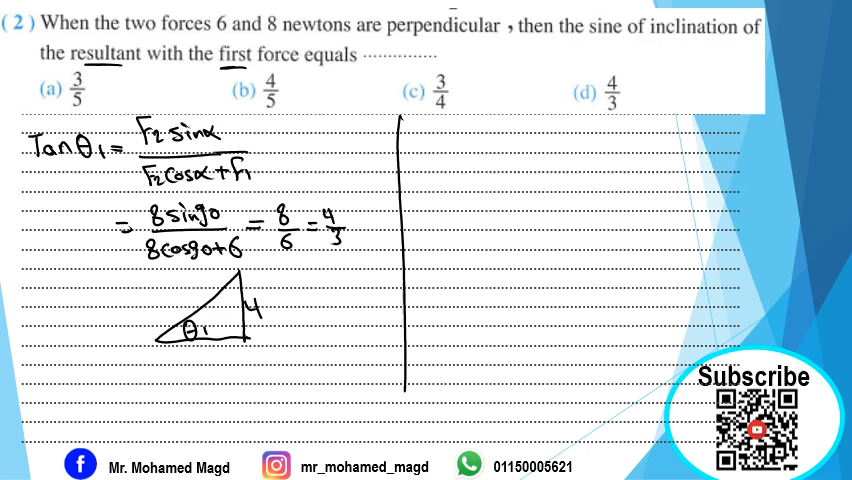 ( 2 ) When the two forces 6 and 8 newtons are perpendicular , then the sine of inclination of
the resultant with the first force equals ...............
(a) 3/5 (b) 4/5 (c) 3/4 (d) 4/3
Tan θ1 = F2 sinα / F2 cosα + F1
= 8 sin90 / 8 cos90 + 6 = 8/6 = 4/3
4
θ1
Subscribe
Mr. Mohamed Magd mr_mohamed_magd 01150005621